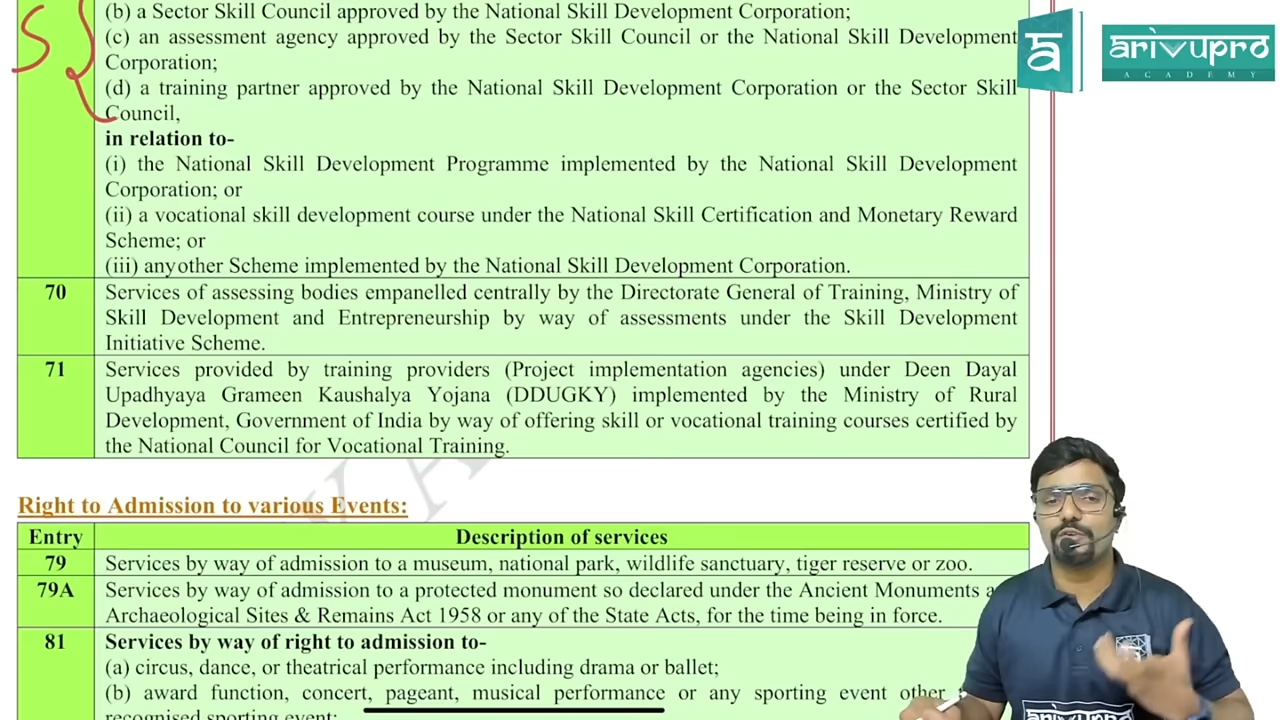 (b) a Sector Skill Council approved by the National Skill Development Corporation;
(c) an assessment agency approved by the Sector Skill Council or the National Skill Development
Corporation;
(d) a training partner approved by the National Skill Development Corporation or the Sector Skill
Council,
in relation to-
(i) the National Skill Development Programme implemented by the National Skill Development
Corporation; or
(ii) a vocational skill development course under the National Skill Certification and Monetary Reward
Scheme; or
(iii) anyother Scheme implemented by the National Skill Development Corporation.
70 Services of assessing bodies empanelled centrally by the Directorate General of Training, Ministry of
Skill Development and Entrepreneurship by way of assessments under the Skill Development
Initiative Scheme.
71 Services provided by training providers (Project implementation agencies) under Deen Dayal
Upadhyaya Grameen Kaushalya Yojana (DDUGKY) implemented by the Ministry of Rural
Development, Government of India by way of offering skill or vocational training courses certified by
the National Council for Vocational Training.
Right to Admission to various Events:
Entry Description of services
79 Services by way of admission to a museum, national park, wildlife sanctuary, tiger reserve or zoo.
79A Services by way of admission to a protected monument so declared under the Ancient Monuments
Archaeological Sites & Remains Act 1958 or any of the State Acts, for the time being in force.
81 Services by way of right to admission to-
(a) circus, dance, or theatrical performance including drama or ballet;
(b) award function, concert, pageant, musical performance or any sporting event other
recognised sporting event;
arivupro
ACADEMY
arivupro